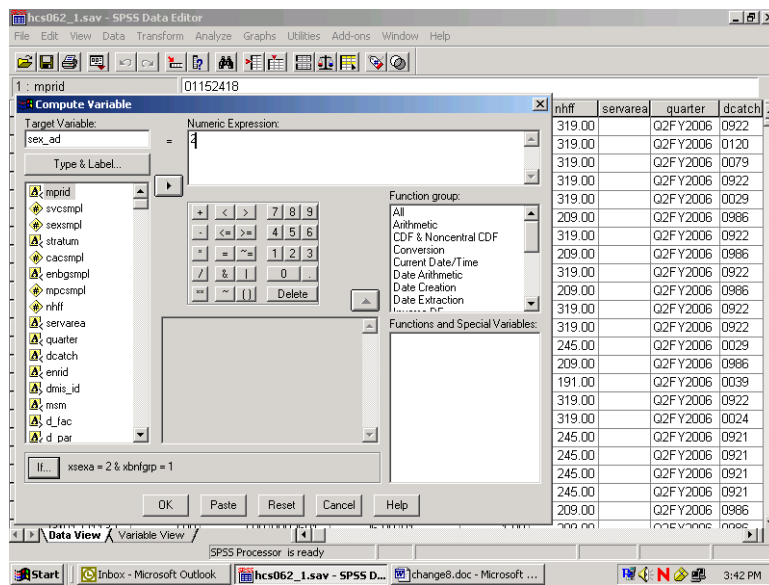 hcs062_1.sav - SPSS Data Editor
File Edit View Data Transform Analyze Graphs Utilities Add-ons Window Help
1 : mprid 01152418
Compute Variable
Target Variable:
sex_ad
=
Numeric Expression:
2
Type & Label...
mprid
svcsmpl
sexsmpl
stratum
cacsmpl
enbgsmpl
mpcsmpl
nhff
servarea
quarter
dcatch
enrid
dmis_id
msm
d_fac
d_par
+ < > 7 8 9
- <= >= 4 5 6
* = ~= 1 2 3
/ & | 0 .
** ~ () Delete
Function group:
All
Arithmetic
CDF & Noncentral CDF
Conversion
Current Date/Time
Date Arithmetic
Date Creation
Date Extraction
Functions and Special Variables:
If... xsexa = 2 & xbnfgrp = 1
OK Paste Reset Cancel Help
nhff servarea quarter dcatch
319.00 Q2FY2006 0922
319.00 Q2FY2006 0120
319.00 Q2FY2006 0079
319.00 Q2FY2006 0922
319.00 Q2FY2006 0029
209.00 Q2FY2006 0986
319.00 Q2FY2006 0922
209.00 Q2FY2006 0986
319.00 Q2FY2006 0922
209.00 Q2FY2006 0986
319.00 Q2FY2006 0922
319.00 Q2FY2006 0922
245.00 Q2FY2006 0029
209.00 Q2FY2006 0986
191.00 Q2FY2006 0039
319.00 Q2FY2006 0922
319.00 Q2FY2006 0024
245.00 Q2FY2006 0921
245.00 Q2FY2006 0921
245.00 Q2FY2006 0921
245.00 Q2FY2006 0921
209.00 Q2FY2006 0986
Data View Variable View
SPSS Processor is ready
Start Inbox - Microsoft Outlook hcs062_1.sav - SPSS D... change8.doc - Microsoft ... 3:42 PM